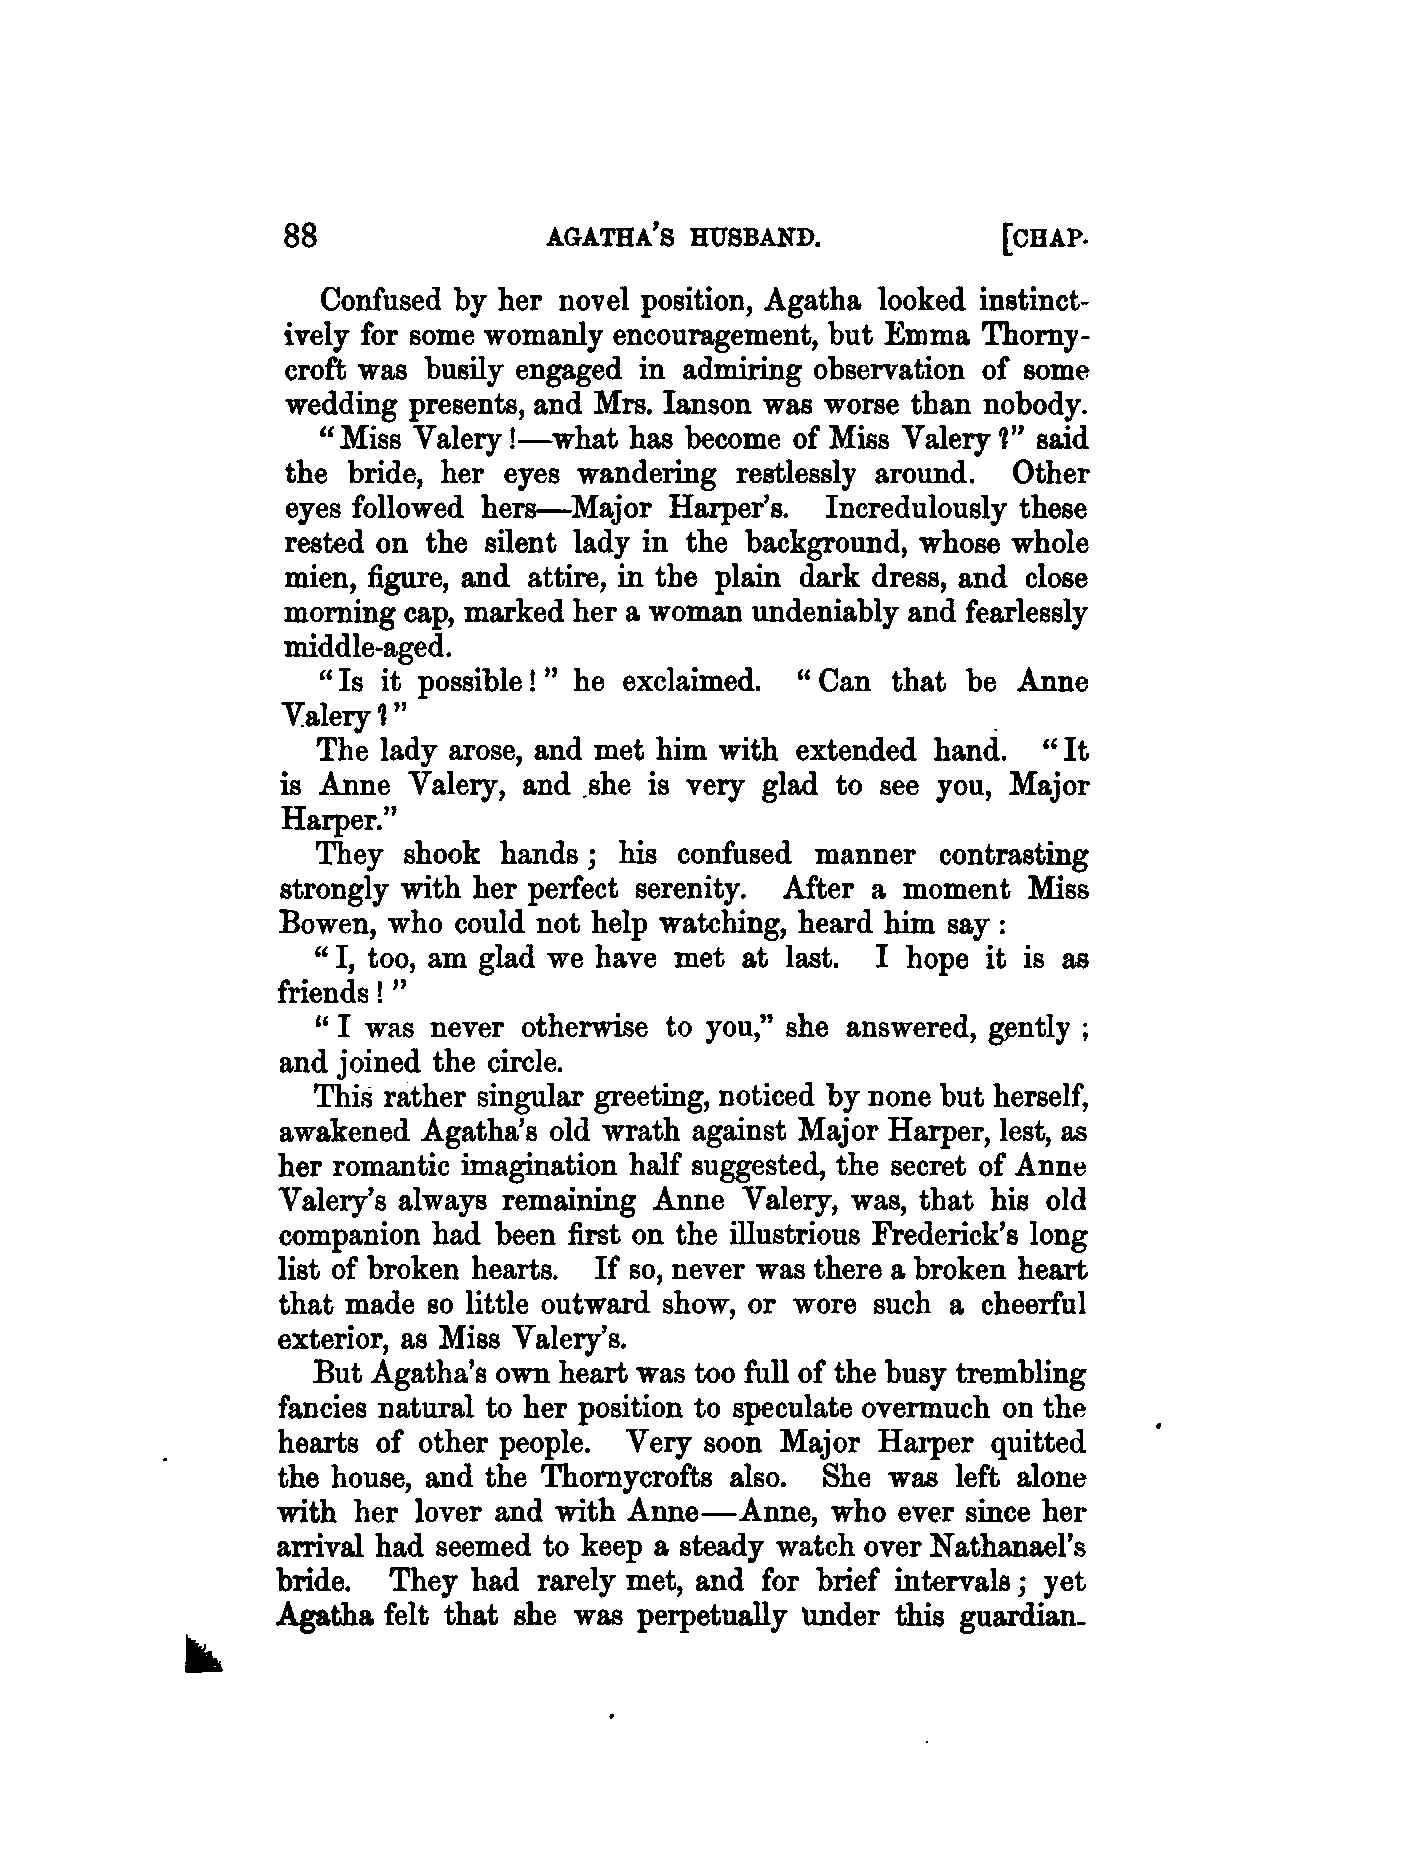 88 AGATHA'S HUSBAND. [CHAP.
Confused by her novel position, Agatha looked instinct-
ively for some womanly encouragement, but Emma Thorny-
croft was busily engaged in admiring observation of some
wedding presents, and Mrs. Ianson was worse than nobody.
"Miss Valery!—what has become of Miss Valery?" said
the bride, her eyes wandering restlessly around. Other
eyes followed hers—Major Harper's. Incredulously these
rested on the silent lady in the background, whose whole
mien, figure, and attire, in the plain dark dress, and close
morning cap, marked her a woman undeniably and fearlessly
middle-aged.
"Is it possible!" he exclaimed. "Can that be Anne
Valery?"
The lady arose, and met him with extended hand. "It
is Anne Valery, and she is very glad to see you, Major
Harper."
They shook hands; his confused manner contrasting
strongly with her perfect serenity. After a moment Miss
Bowen, who could not help watching, heard him say:
"I, too, am glad we have met at last. I hope it is as
friends!"
"I was never otherwise to you," she answered, gently;
and joined the circle.
This rather singular greeting, noticed by none but herself,
awakened Agatha's old wrath against Major Harper, lest, as
her romantic imagination half suggested, the secret of Anne
Valery's always remaining Anne Valery, was, that his old
companion had been first on the illustrious Frederick's long
list of broken hearts. If so, never was there a broken heart
that made so little outward show, or wore such a cheerful
exterior, as Miss Valery's.
But Agatha's own heart was too full of the busy trembling
fancies natural to her position to speculate overmuch on the
hearts of other people. Very soon Major Harper quitted
the house, and the Thornycrofts also. She was left alone
with her lover and with Anne—Anne, who ever since her
arrival had seemed to keep a steady watch over Nathanael's
bride. They had rarely met, and for brief intervals; yet
Agatha felt that she was perpetually under this guardian-